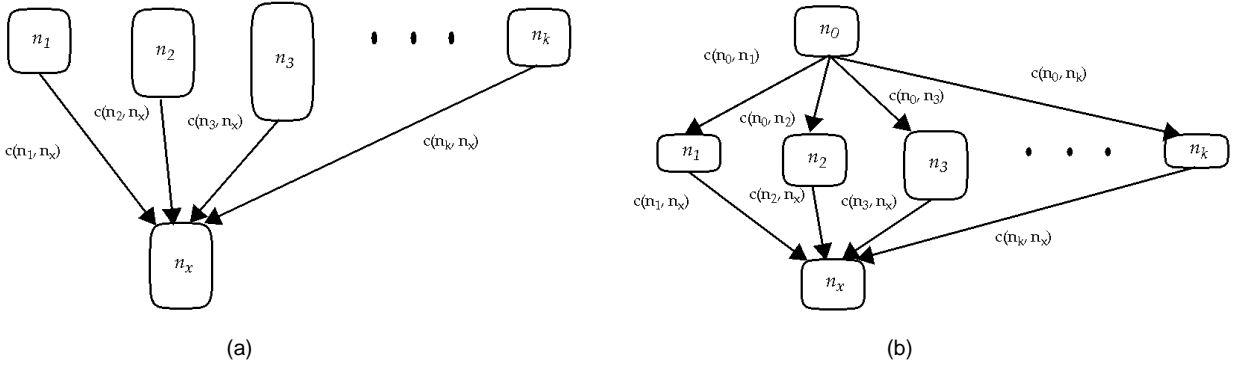 n1
n2
n3
nk
c(n1, nx)
c(n2, nx)
c(n3, nx)
c(nk, nx)
nx
(a)
n0
c(n0, n1)
c(n0, n2)
c(n0, n3)
c(n0, nk)
n1
n2
n3
nk
c(n1, nx)
c(n2, nx)
c(n3, nx)
c(nk, nx)
nx
(b)